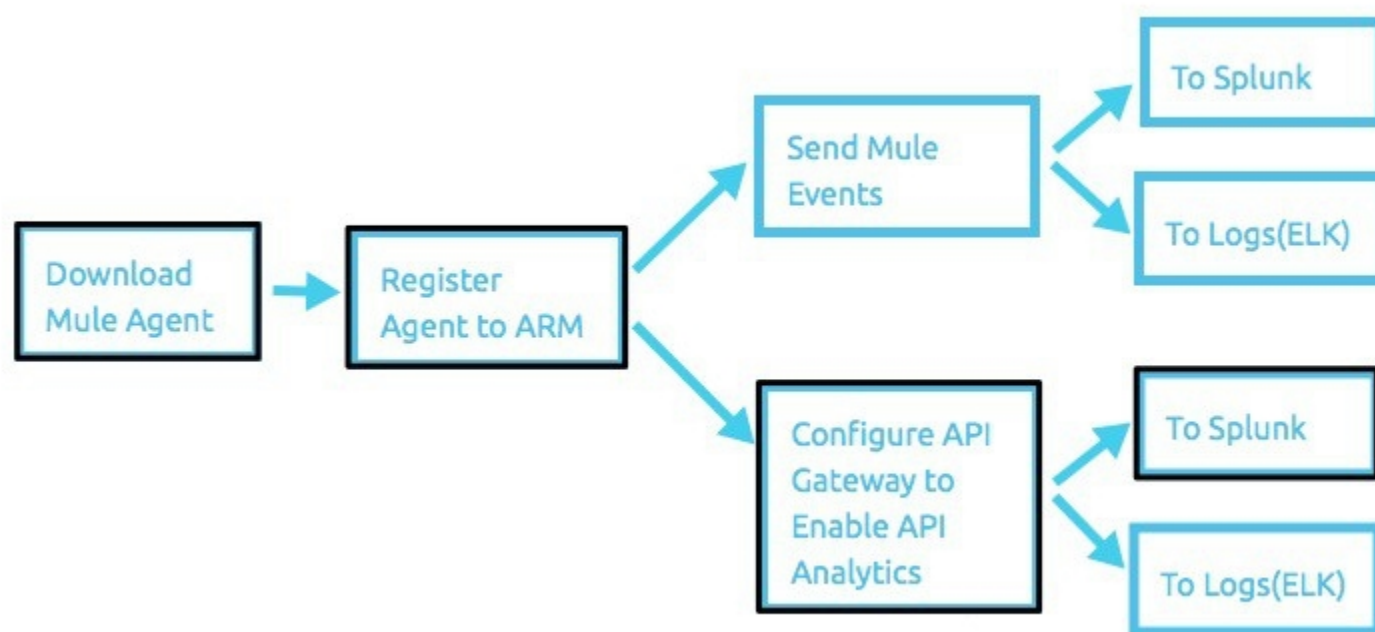 Download
Mule Agent
Register
Agent to ARM
Send Mule
Events
To Splunk
To Logs(ELK)
Configure API
Gateway to
Enable API
Analytics
To Splunk
To Logs(ELK)